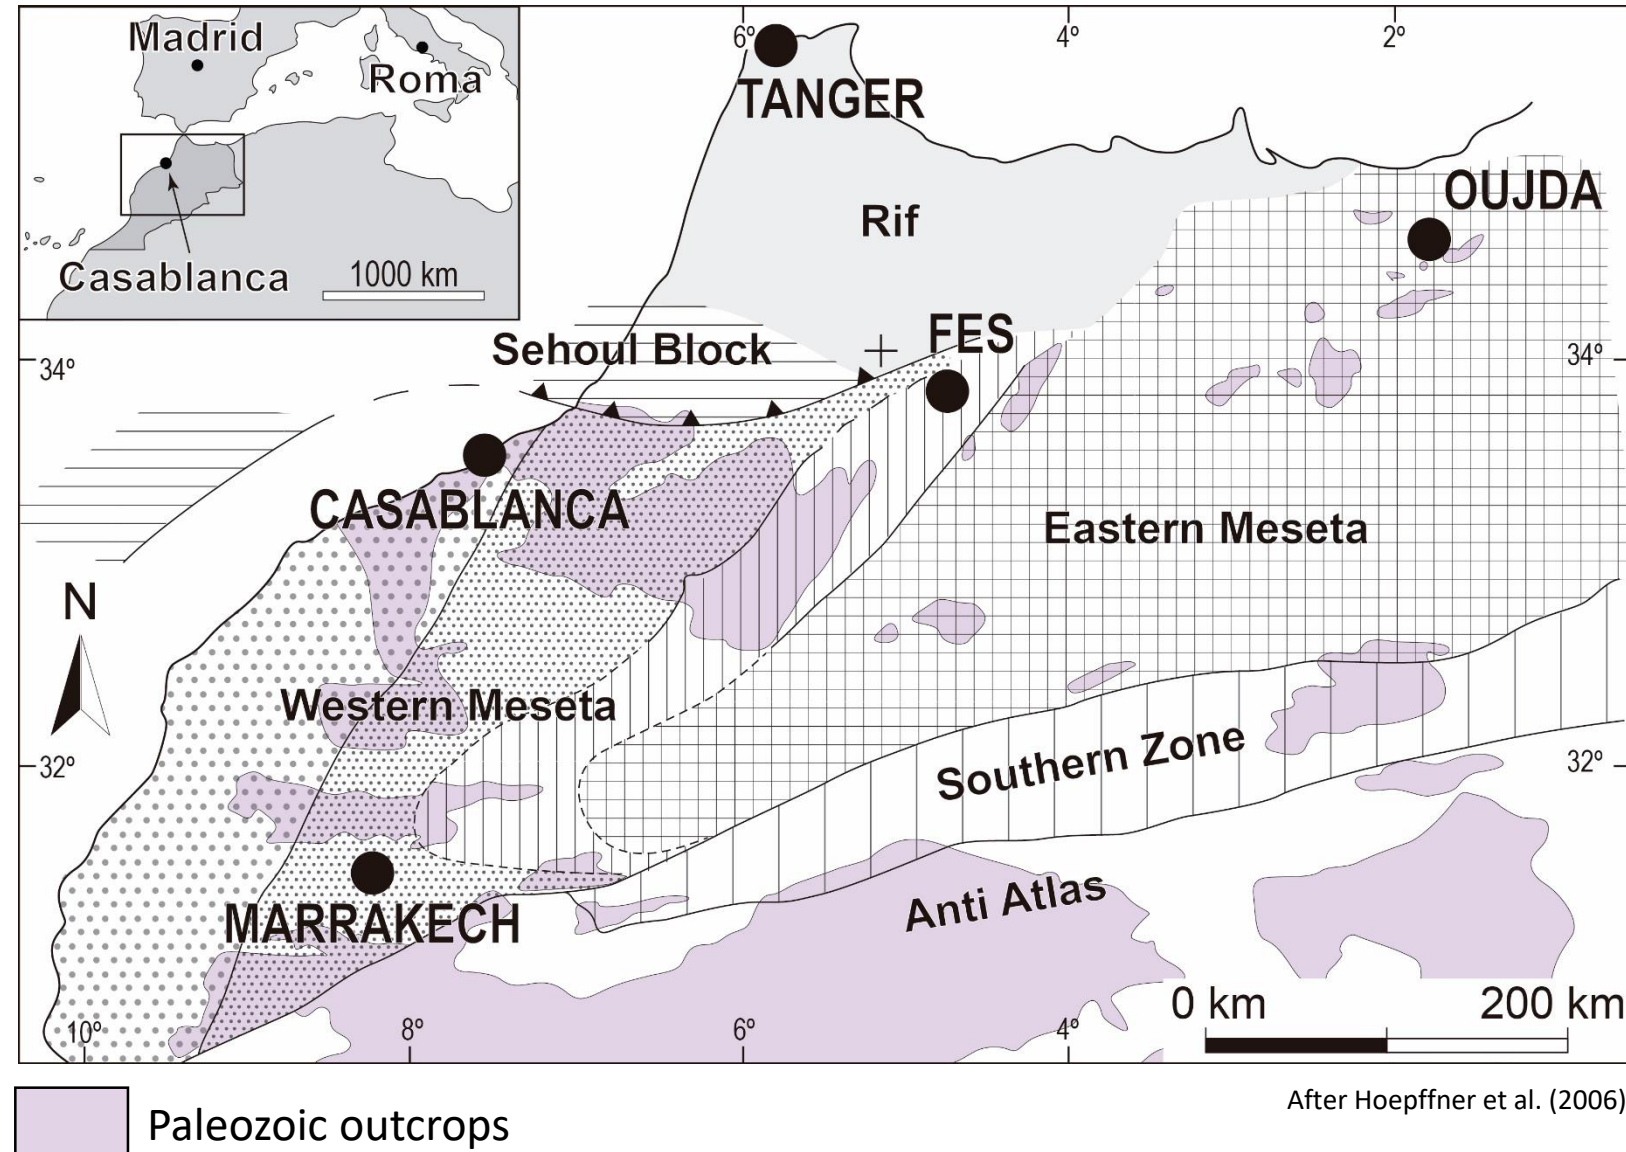 Madrid
Roma
Casablanca
1000 km
6º
4º
2º
TANGER
OUJDA
Rif
FES
Sehoul Block
34º
34º
CASABLANCA
Eastern Meseta
N
Western Meseta
Southern Zone
32º
32º
Anti Atlas
MARRAKECH
0 km
200 km
10º
8º
6º
4º
Paleozoic outcrops
After Hoepffner et al. (2006)